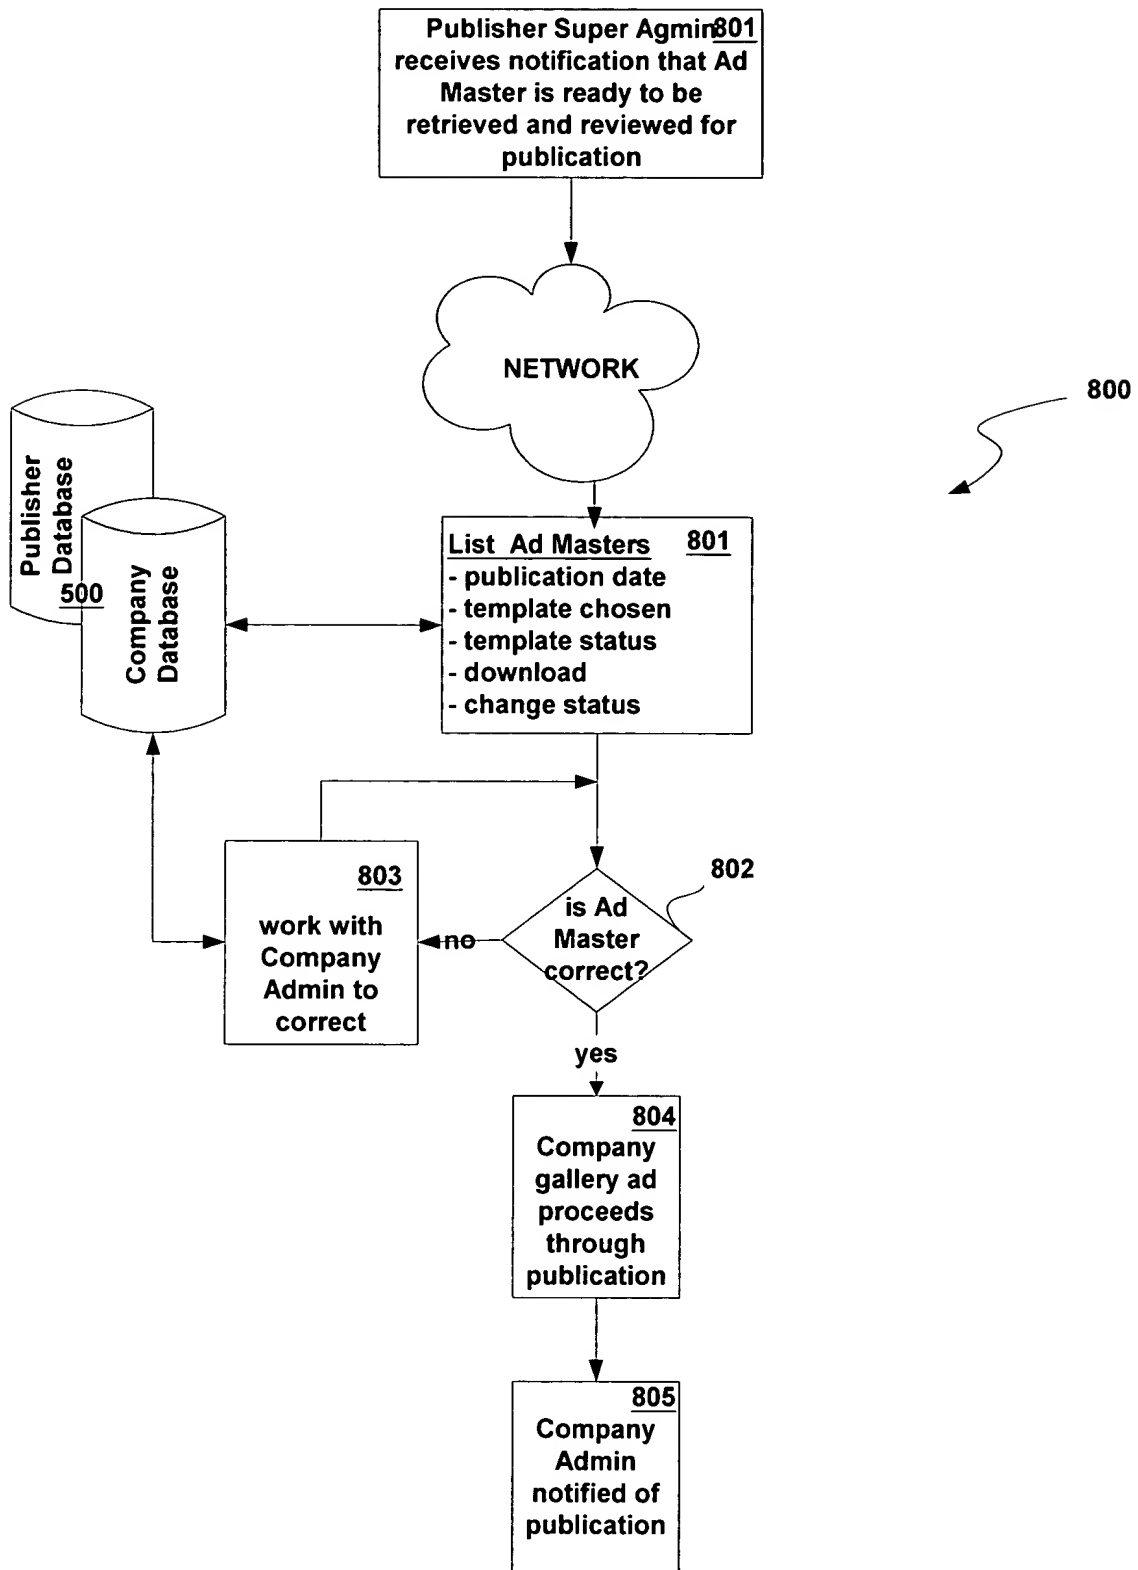 Publisher Super Agmin 801
receives notification that Ad
Master is ready to be
retrieved and reviewed for
publication
NETWORK
800
Publisher
Database
500
Company
Database
List Ad Masters 801
- publication date
- template chosen
- template status
- download
- change status
803
work with
Company
Admin to
correct
no
802
is Ad
Master
correct?
yes
804
Company
gallery ad
proceeds
through
publication
805
Company
Admin
notified of
publication